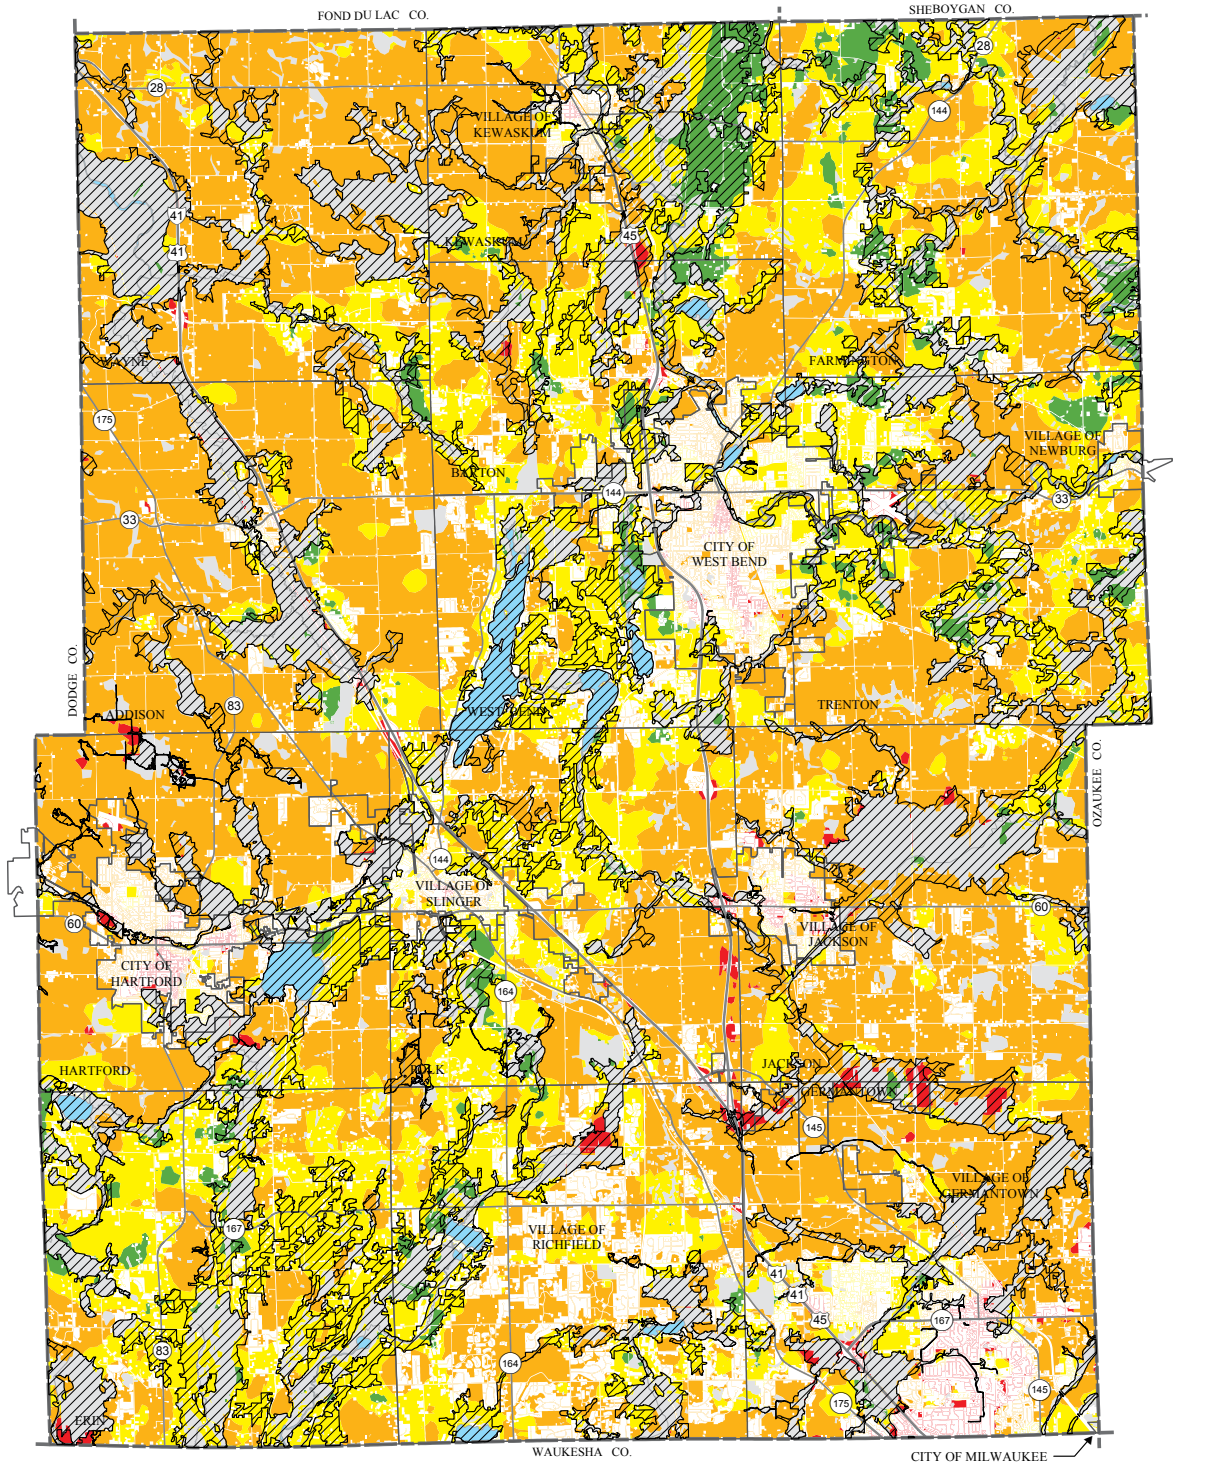 FOND DU LAC CO.
SHEBOYGAN CO.
28
28
144
VILLAGE OF
KEWASKUM
41
45
KEWASKUM
41
WAYNE
FARMINGTON
175
VILLAGE OF
NEWBURG
BARTON
144
33
33
CITY OF
WEST BEND
DODGE CO.
83
WEST BEND
TRENTON
ADDISON
OZAUKEE CO.
144
VILLAGE OF
SLINGER
60
60
VILLAGE OF
JACKSON
CITY OF
HARTFORD
164
HARTFORD
POLK
JACKSON
GERMANTOWN
145
VILLAGE OF
GERMANTOWN
167
VILLAGE OF
RICHFIELD
41
41
45
167
83
164
145
175
ERIN
WAUKESHA CO.
CITY OF MILWAUKEE